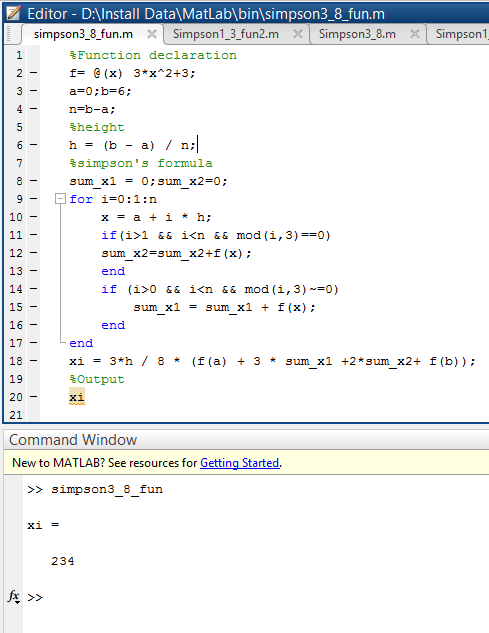 Editor - D:\Install Data\MatLab\bin\simpson3_8_fun.m
simpson3_8_fun.m Simpson1_3_fun2.m Simpson3_8.m Simpson1_
1 %Function declaration
2 - f= @(x) 3*x^2+3;
3 - a=0;b=6;
4 - n=b-a;
5 %height
6 - h = (b - a) / n;
7 %simpson's formula
8 - sum_x1 = 0;sum_x2=0;
9 - for i=0:1:n
10 - x = a + i * h;
11 - if(i>1 && i<n && mod(i,3)==0)
12 - sum_x2=sum_x2+f(x);
13 - end
14 - if (i>0 && i<n && mod(i,3)~=0)
15 - sum_x1 = sum_x1 + f(x);
16 - end
17 - end
18 - xi = 3*h / 8 * (f(a) + 3 * sum_x1 +2*sum_x2+ f(b));
19 %Output
20 - xi
21
Command Window
New to MATLAB? See resources for Getting Started.
>> simpson3_8_fun
xi =
234
fx >>